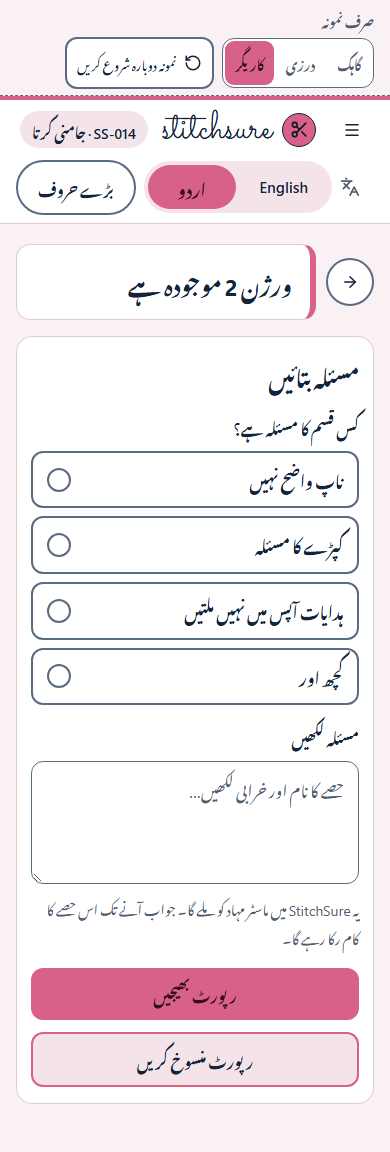 صرف نمونہ
گاہک
درزی
کاریگر
نمونہ دوبارہ شروع کریں
stitchsure
SS-014 · جامنی کرتا
English
اردو
بڑے حروف
ورژن 2 موجودہ ہے
مسئلہ بتائیں
کس قسم کا مسئلہ ہے؟
ناپ واضح نہیں
کپڑے کا مسئلہ
ہدایات آپس میں نہیں ملتیں
کچھ اور
مسئلہ لکھیں
حصے کا نام اور خرابی لکھیں...
یہ StitchSure میں ماسٹر مہاد کو ملے گا۔ جواب آنے تک اس حصے کا
کام رکا رہے گا۔
رپورٹ بھیجیں
رپورٹ منسوخ کریں